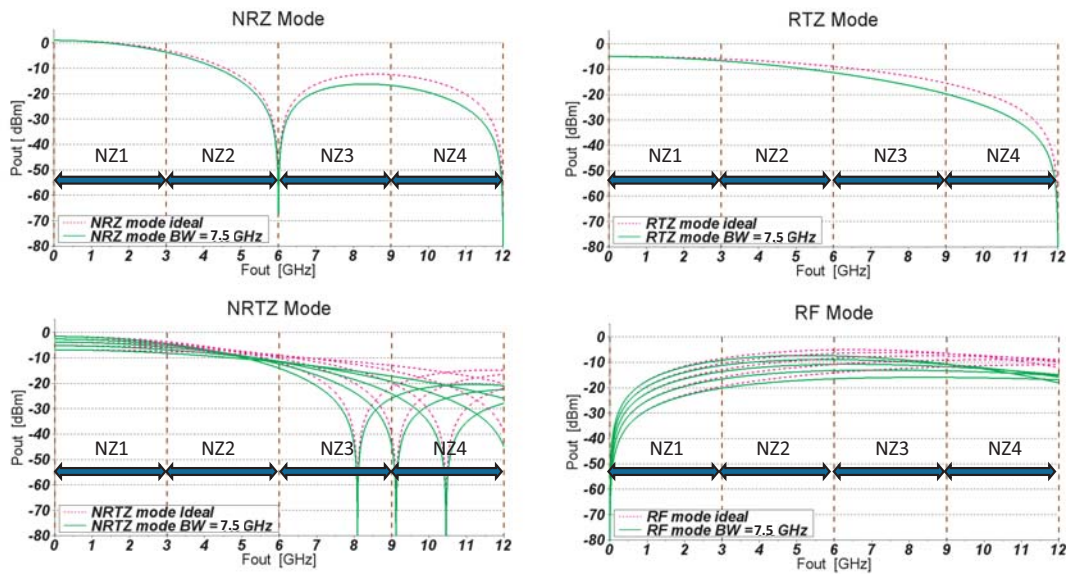 NRZ Mode
0
-10
-20
-30
-40
-50
-60
-70
-80
Pout [ dBm]
NZ1 NZ2 NZ3 NZ4
NRZ mode ideal
NRZ mode BW = 7.5 GHz
0 1 2 3 4 5 6 7 8 9 10 11 12
Fout [GHz]
RTZ Mode
0
-10
-20
-30
-40
-50
-60
-70
-80
Pout [dBm]
NZ1 NZ2 NZ3 NZ4
RTZ mode ideal
RTZ mode BW = 7.5 GHz
0 1 2 3 4 5 6 7 8 9 10 11 12
Fout [GHz]
NRTZ Mode
0
-10
-20
-30
-40
-50
-60
-70
-80
Pout [dBm]
NZ1 NZ2 NZ3 NZ4
NRTZ mode Ideal
NRTZ mode BW = 7.5 GHz
0 1 2 3 4 5 6 7 8 9 10 11 12
Fout [GHz]
RF Mode
0
-10
-20
-30
-40
-50
-60
-70
-80
Pout [dBm]
NZ1 NZ2 NZ3 NZ4
RF mode ideal
RF mode BW = 7.5 GHz
0 1 2 3 4 5 6 7 8 9 10 11 12
Fout [GHz]